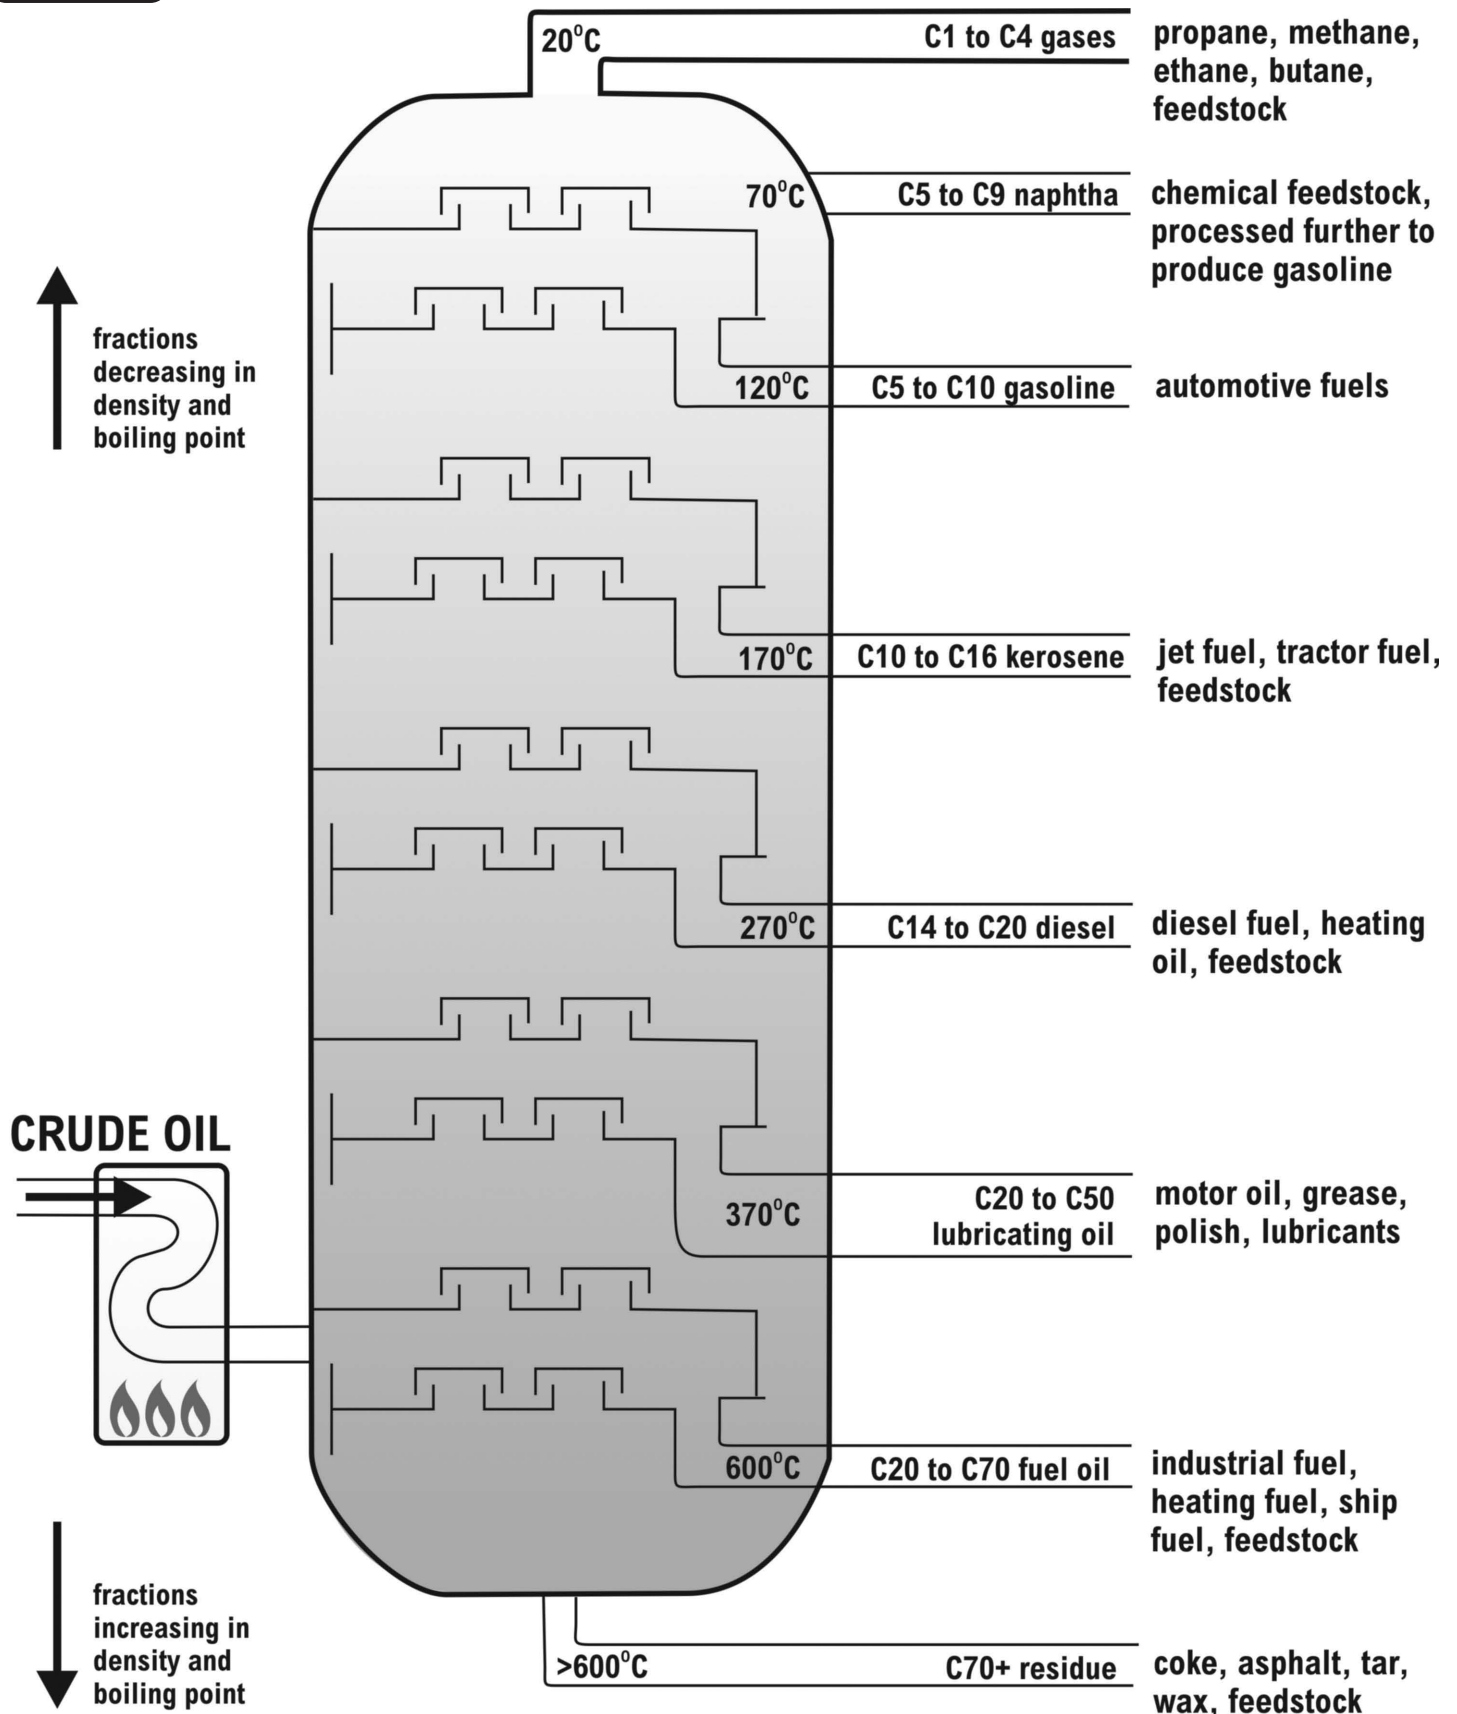 20°C
C1 to C4 gases
propane, methane,
ethane, butane,
feedstock
70°C
C5 to C9 naphtha
chemical feedstock,
processed further to
produce gasoline
fractions
decreasing in
density and
boiling point
120°C
C5 to C10 gasoline
automotive fuels
170°C
C10 to C16 kerosene
jet fuel, tractor fuel,
feedstock
270°C
C14 to C20 diesel
diesel fuel, heating
oil, feedstock
CRUDE OIL
370°C
C20 to C50
lubricating oil
motor oil, grease,
polish, lubricants
600°C
C20 to C70 fuel oil
industrial fuel,
heating fuel, ship
fuel, feedstock
fractions
increasing in
density and
boiling point
>600°C
C70+ residue
coke, asphalt, tar,
wax, feedstock